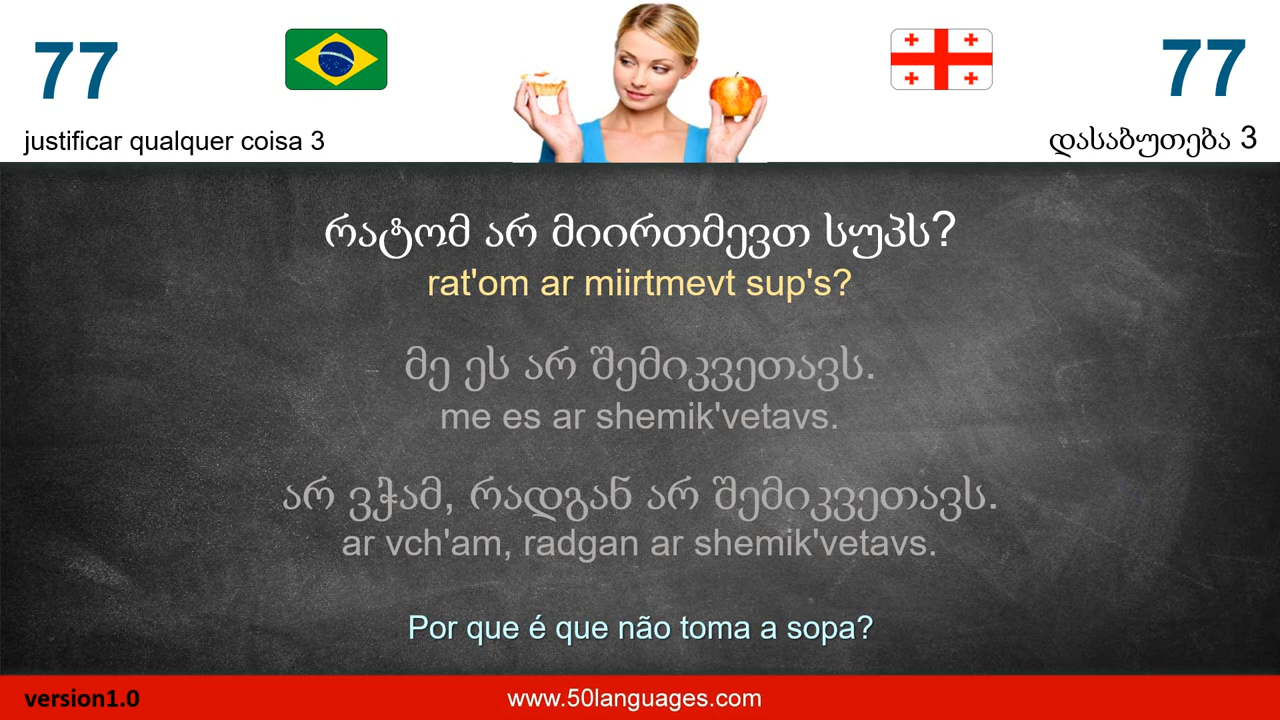 77
77
justificar qualquer coisa 3
დასაბუთება 3
რატომ არ მიირთმევთ სუპს?
rat'om ar miirtmevt sup's?
მე ეს არ შემიკვეთავს.
me es ar shemik'vetavs.
არ ვჭამ, რადგან არ შემიკვეთავს.
ar vch'am, radgan ar shemik'vetavs.
Por que é que não toma a sopa?
version1.0
www.50languages.com